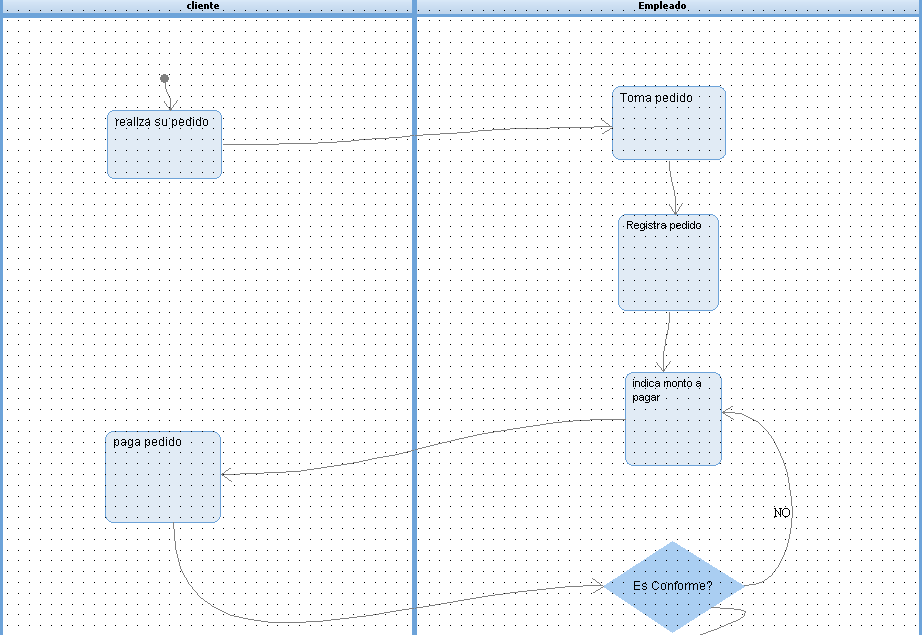 cliente
Empleado
realiza su pedido
Toma pedido
Registra pedido
indica monto a
pagar
paga pedido
NO
Es Conforme?